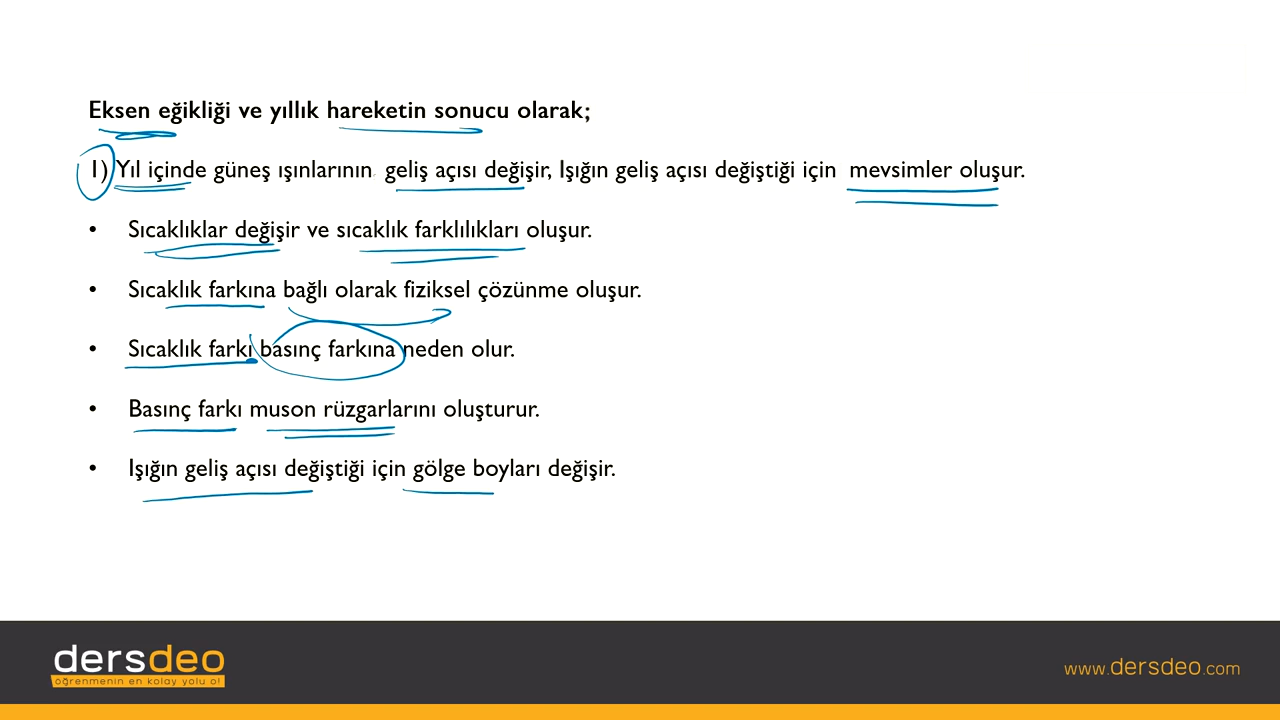 Eksen eğikliği ve yıllık hareketin sonucu olarak;
1) Yıl içinde güneş ışınlarının geliş açısı değişir, Işığın geliş açısı değiştiği için mevsimler oluşur.
• Sıcaklıklar değişir ve sıcaklık farklılıkları oluşur.
• Sıcaklık farkına bağlı olarak fiziksel çözünme oluşur.
• Sıcaklık farkı basınç farkına neden olur.
• Basınç farkı muson rüzgarlarını oluşturur.
• Işığın geliş açısı değiştiği için gölge boyları değişir.
dersdeo
öğrenmenin en kolay yolu o!
www.dersdeo.com